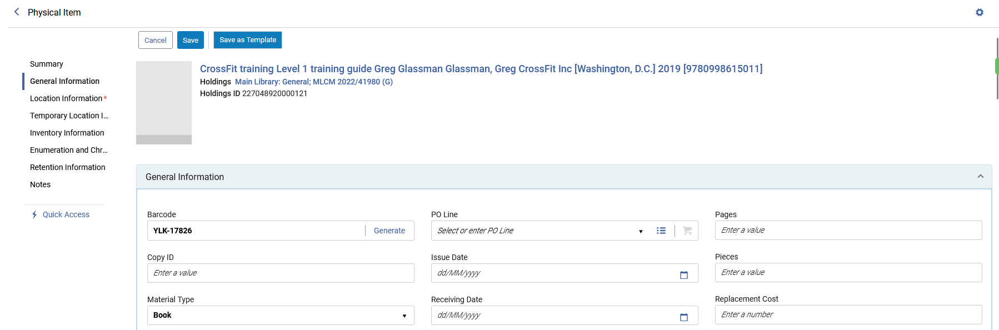 Physical Item
Cancel
Save
Save as Template
Summary
General Information
Location Information*
Temporary Location I...
Inventory Information
Enumeration and Chr...
Retention Information
Notes
Quick Access
CrossFit training Level 1 training guide Greg Glassman Glassman, Greg CrossFit Inc [Washington, D.C.] 2019 [9780998615011]
Holdings Main Library: General; MLCM 2022/41980 (G)
Holdings ID 227048920000121
General Information
Barcode
YLK-17826
Generate
PO Line
Select or enter PO Line
Pages
Enter a value
Copy ID
Enter a value
Issue Date
dd/MM/yyyy
Pieces
Enter a value
Material Type
Book
Receiving Date
dd/MM/yyyy
Replacement Cost
Enter a number